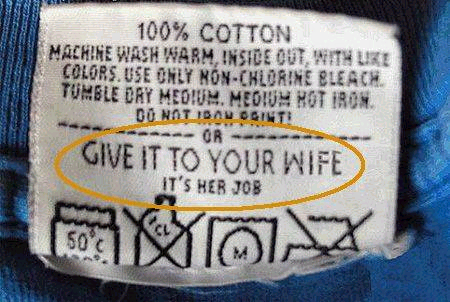 100% COTTON
MACHINE WASH WARM, INSIDE OUT, WITH LIKE
COLORS. USE ONLY NON-CHLORINE BLEACH.
TUMBLE DRY MEDIUM. MEDIUM HOT IRON.
DO NOT IRON PRINT!
OR
GIVE IT TO YOUR WIFE
IT'S HER JOB
50°C CL M